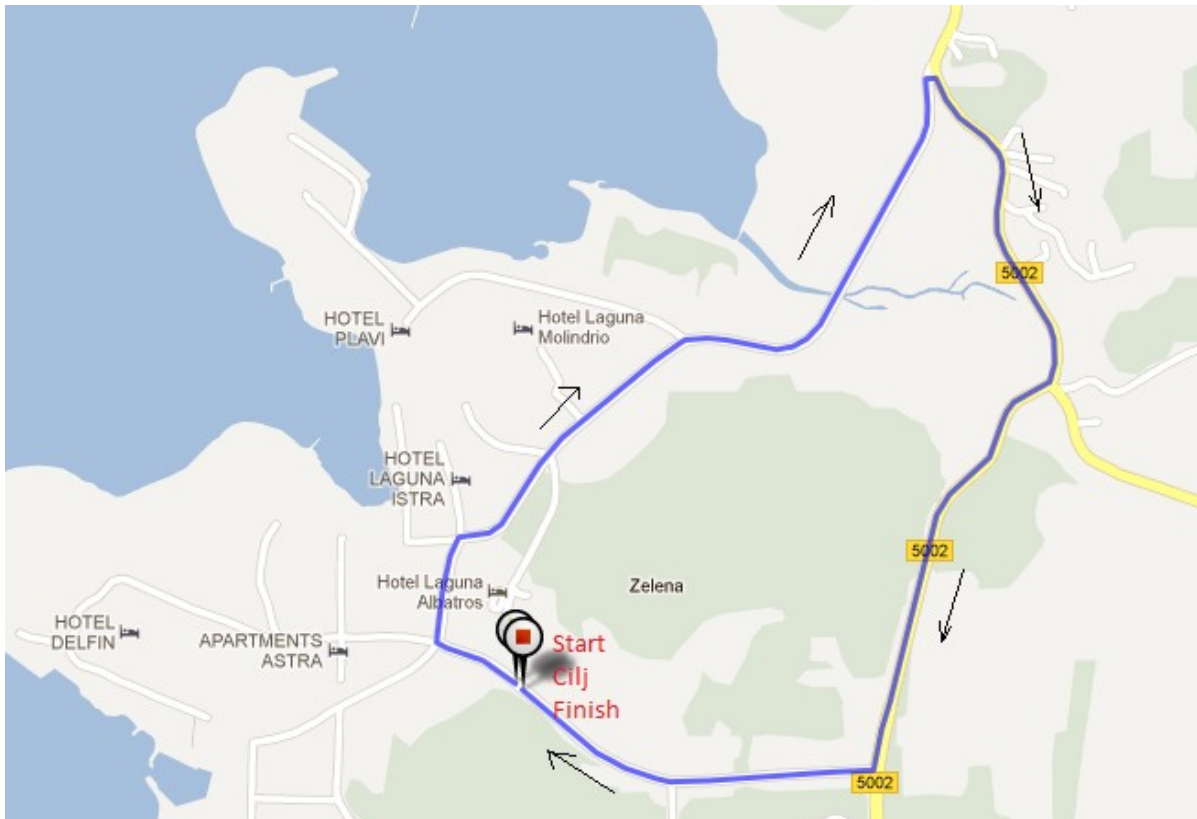 5002
HOTEL
PLAVI
Hotel Laguna
Molindrio
HOTEL
LAGUNA
ISTRA
5002
Hotel Laguna
Albatros
Zelena
HOTEL
DELFIN
APARTMENTS
ASTRA
Start
Cilj
Finish
5002